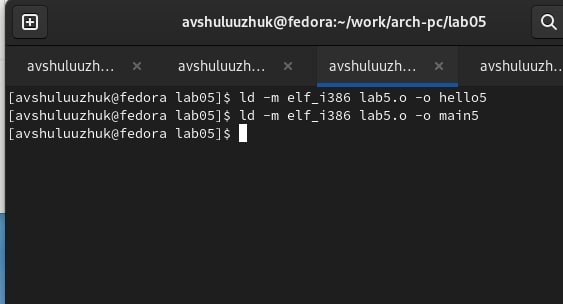 avshuluuzhuk@fedora:~/work/arch-pc/lab05
avshuluuzh... × avshuluuzh... × avshuluuzh... × avshuluuzh..
[avshuluuzhuk@fedora lab05]$ ld -m elf_i386 lab5.o -o hello5
[avshuluuzhuk@fedora lab05]$ ld -m elf_i386 lab5.o -o main5
[avshuluuzhuk@fedora lab05]$